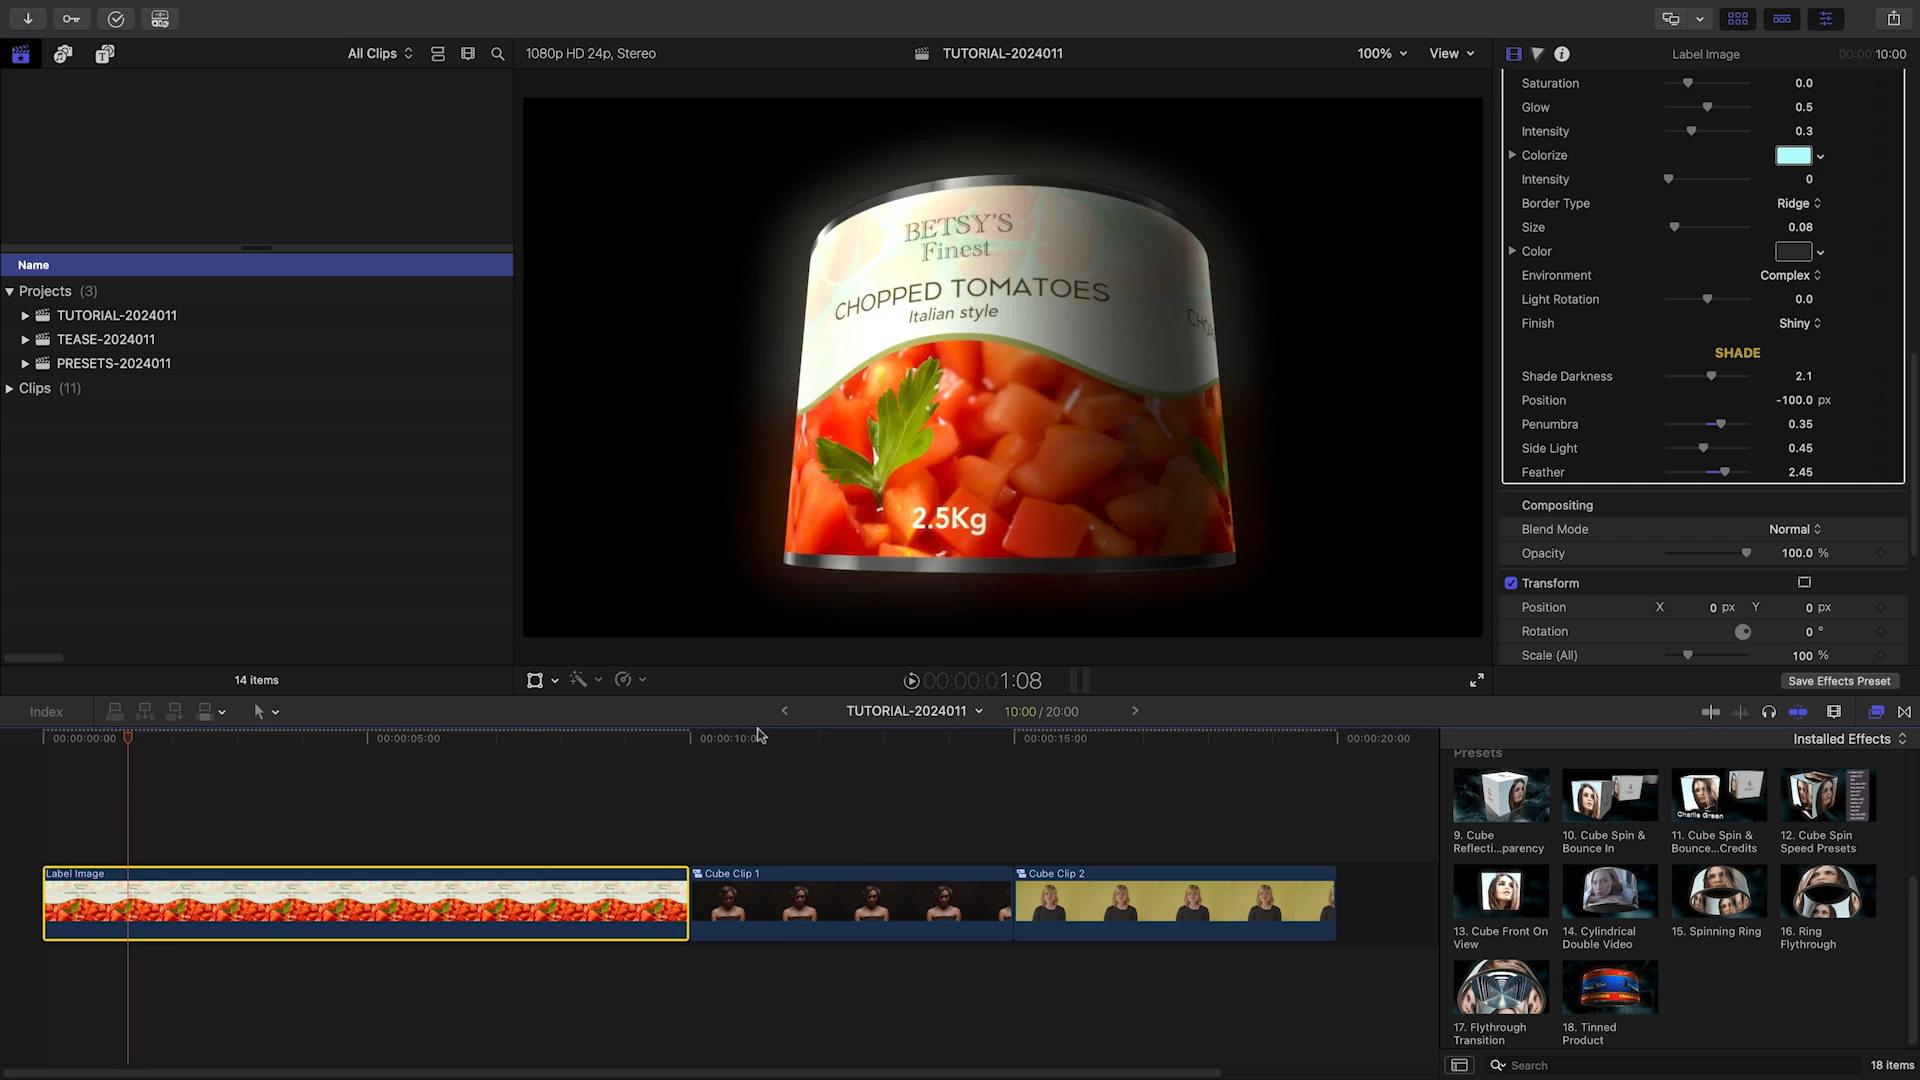 All Clips
1080p HD 24p, Stereo
TUTORIAL-2024011
100%
View
Label Image
00:00:10:00
Saturation 0.0
Glow 0.5
Intensity 0.3
Colorize
Intensity 0
Border Type Ridge
Size 0.08
Color
Environment Complex
Light Rotation 0.0
Finish Shiny
SHADE
Shade Darkness 2.1
Position -100.0 px
Penumbra 0.35
Side Light 0.45
Feather 2.45
Compositing
Blend Mode Normal
Opacity 100.0 %
Transform
Position X 0 px Y 0 px
Rotation 0 °
Scale (All) 100 %
Save Effects Preset
Name
Projects (3)
TUTORIAL-2024011
TEASE-2024011
PRESETS-2024011
Clips (11)
14 items
BETSY'S
Finest
CHOPPED TOMATOES
Italian style
2.5Kg
00:00:01:08
Index
TUTORIAL-2024011
10:00 / 20:00
00:00:00:00
00:00:05:00
00:00:10:0
00:00:15:00
00:00:20:00
Label Image
Cube Clip 1
Cube Clip 2
Installed Effects
Presets
9. Cube
Reflecti...parency
10. Cube Spin &
Bounce In
11. Cube Spin &
Bounce...Credits
12. Cube Spin
Speed Presets
13. Cube Front On
View
14. Cylindrical
Double Video
15. Spinning Ring
16. Ring
Flythrough
17. Flythrough
Transition
18. Tinned
Product
Charlie Green
Search
18 items